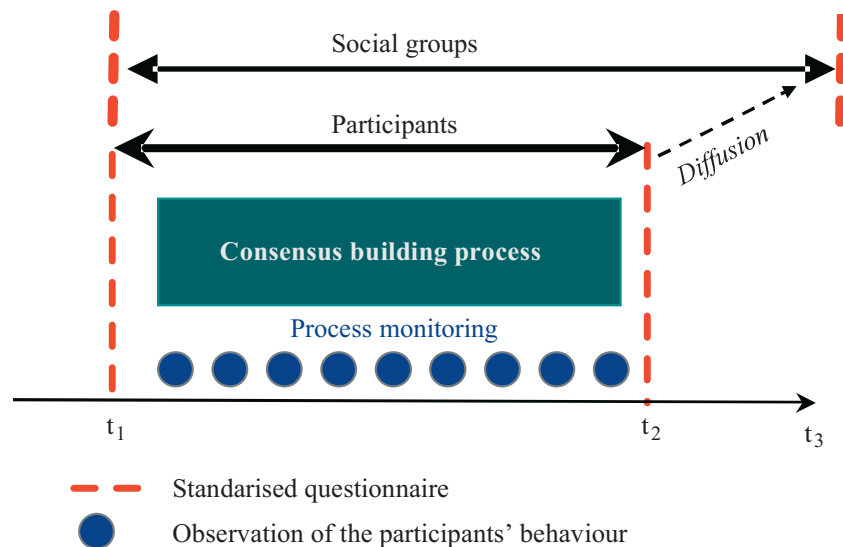 Social groups
Participants
Diffusion
Consensus building process
Process monitoring
t1
t2
t3
Standarised questionnaire
Observation of the participants’ behaviour